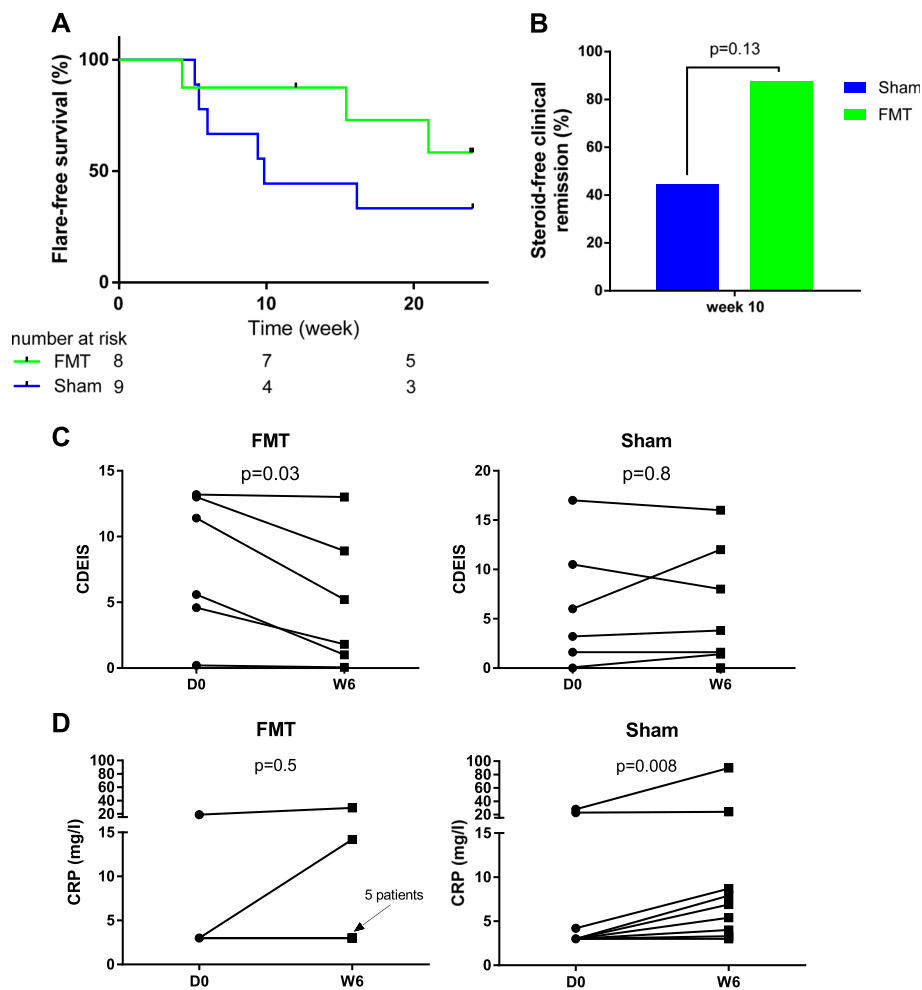 A
Flare-free survival (%)
100
50
0
0 10 20
Time (week)
number at risk
FMT 8 7 5
Sham 9 4 3
B
p=0.13
Steroid-free clinical
remission (%)
100
80
60
40
20
0
week 10
Sham
FMT
C
FMT
p=0.03
CDEIS
15
10
5
0
D0 W6
Sham
p=0.8
CDEIS
20
15
10
5
0
D0 W6
D
FMT
p=0.5
CRP (mg/l)
100
80
60
40
20
15
10
5
0
5 patients
D0 W6
Sham
p=0.008
CRP (mg/l)
100
80
60
40
20
15
10
5
0
D0 W6